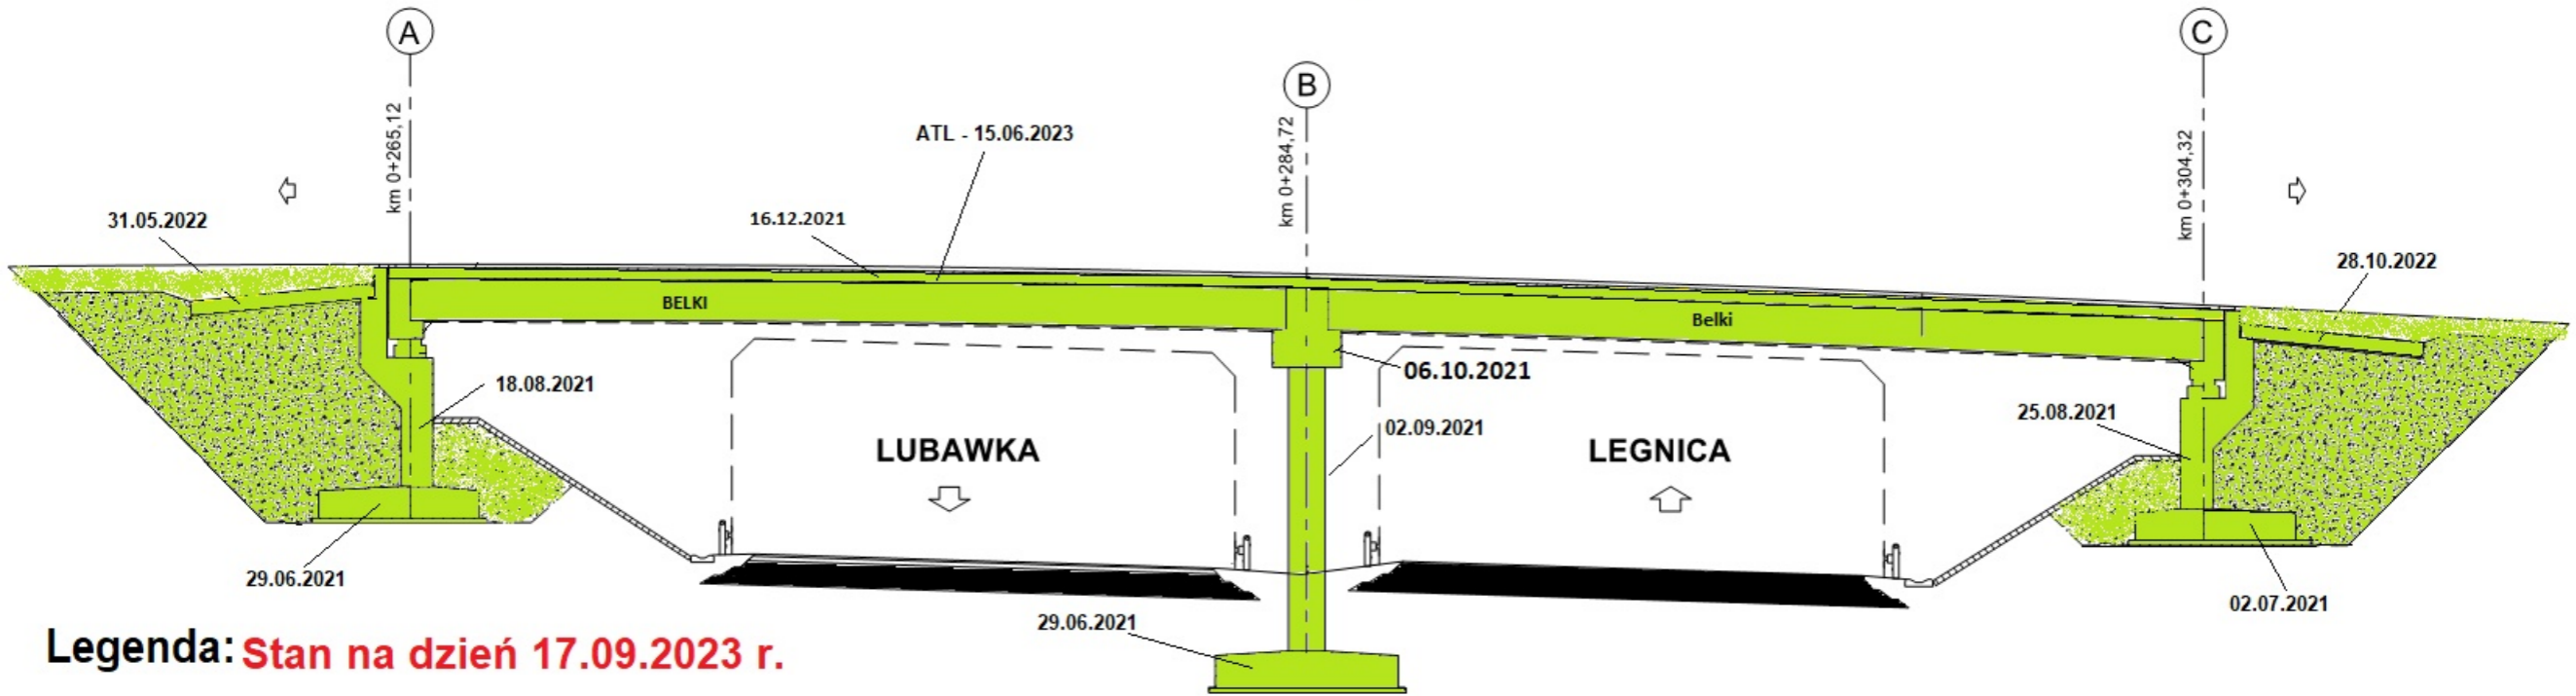 A
B
C
km 0+265,12
km 0+284,72
km 0+304,32
ATL - 15.06.2023
31.05.2022
16.12.2021
28.10.2022
BELKI
Belki
06.10.2021
18.08.2021
25.08.2021
02.09.2021
LUBAWKA
LEGNICA
29.06.2021
02.07.2021
29.06.2021
Legenda: Stan na dzień 17.09.2023 r.